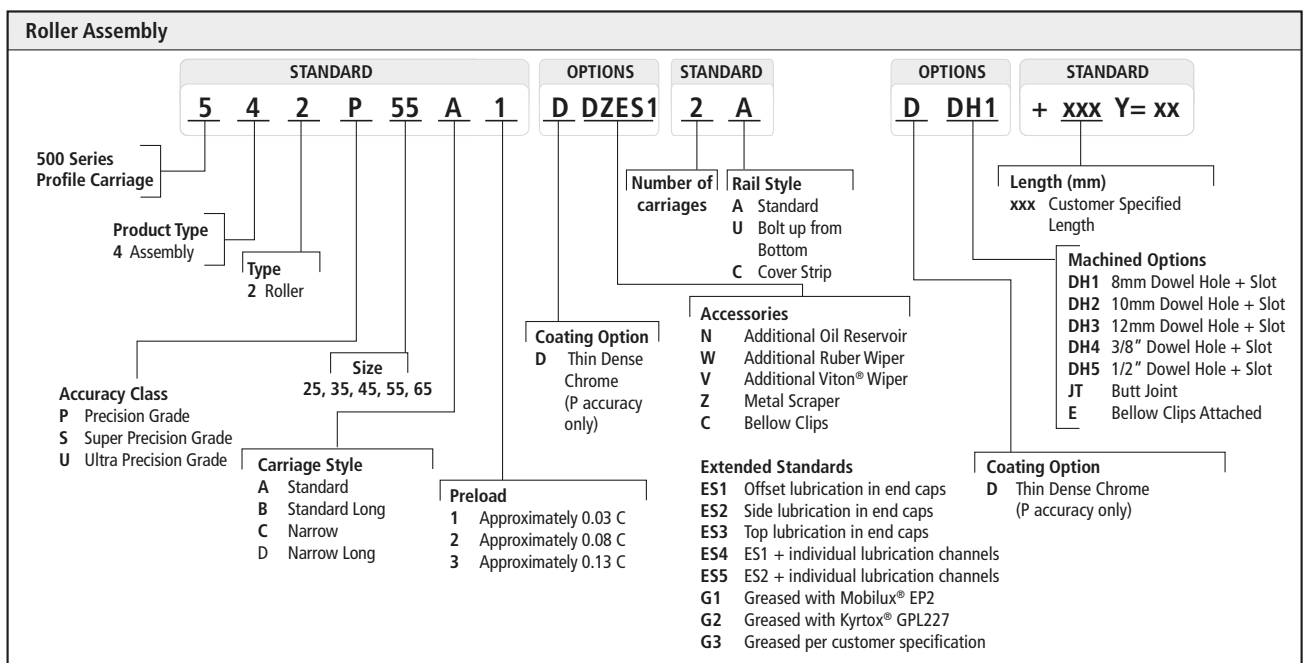 Roller Assembly
STANDARD OPTIONS STANDARD OPTIONS STANDARD
5 4 2 P 55 A 1 D DZES1 2 A D DH1 + xxx Y= xx
500 Series
Profile Carriage
Product Type
4 Assembly
Type
2 Roller
Accuracy Class
P Precision Grade
S Super Precision Grade
U Ultra Precision Grade
Size
25, 35, 45, 55, 65
Carriage Style
A Standard
B Standard Long
C Narrow
D Narrow Long
Preload
1 Approximately 0.03 C
2 Approximately 0.08 C
3 Approximately 0.13 C
Coating Option
D Thin Dense
Chrome
(P accuracy
only)
Number of
carriages
Rail Style
A Standard
U Bolt up from
Bottom
C Cover Strip
Accessories
N Additional Oil Reservoir
W Additional Ruber Wiper
V Additional Viton® Wiper
Z Metal Scraper
C Bellow Clips
Extended Standards
ES1 Offset lubrication in end caps
ES2 Side lubrication in end caps
ES3 Top lubrication in end caps
ES4 ES1 + individual lubrication channels
ES5 ES2 + individual lubrication channels
G1 Greased with Mobilux® EP2
G2 Greased with Kyrtox® GPL227
G3 Greased per customer specification
Length (mm)
xxx Customer Specified
Length
Machined Options
DH1 8mm Dowel Hole + Slot
DH2 10mm Dowel Hole + Slot
DH3 12mm Dowel Hole + Slot
DH4 3/8" Dowel Hole + Slot
DH5 1/2" Dowel Hole + Slot
JT Butt Joint
E Bellow Clips Attached
Coating Option
D Thin Dense Chrome
(P accuracy only)